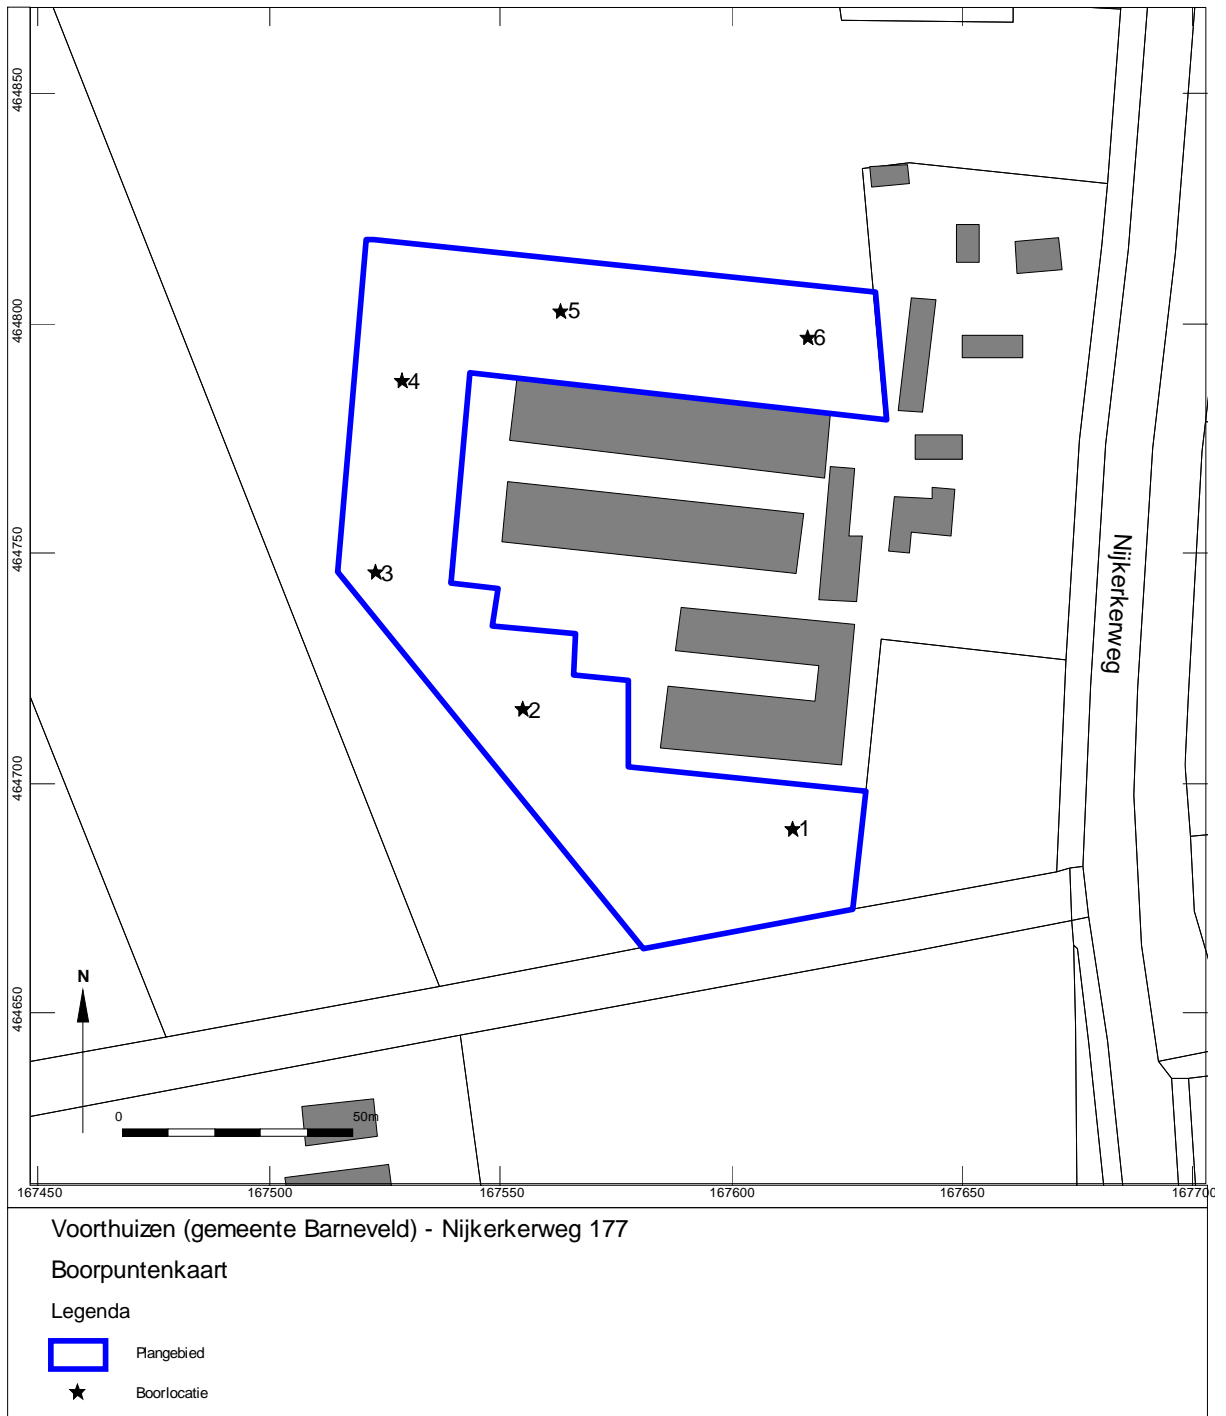 464850
464800
464750
464700
464650
5
6
4
3
2
1
Nijkerkerweg
N
0
50m
167450
167500
167550
167600
167650
167700
Voorthuizen (gemeente Barneveld) - Nijkerkerweg 177
Boorpuntenkaart
Legenda
Plangebied
Boorlocatie